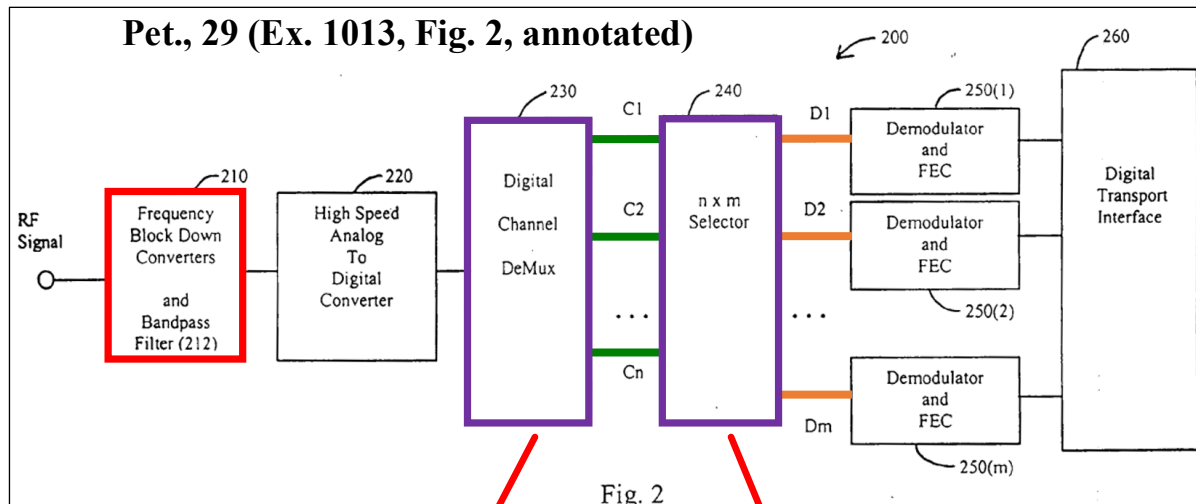 Pet., 29 (Ex. 1013, Fig. 2, annotated)
200
260
230
240
250(1)
C1
D1
Demodulator
and
FEC
210
220
Digital
Channel
DeMux
n x m
Selector
Digital
Transport
Interface
RF
Signal
Frequency
Block Down
Converters
and
Bandpass
Filter (212)
High Speed
Analog
To
Digital
Converter
C2
D2
Demodulator
and
FEC
250(2)
...
...
Cn
Dm
Demodulator
and
FEC
250(m)
Fig. 2